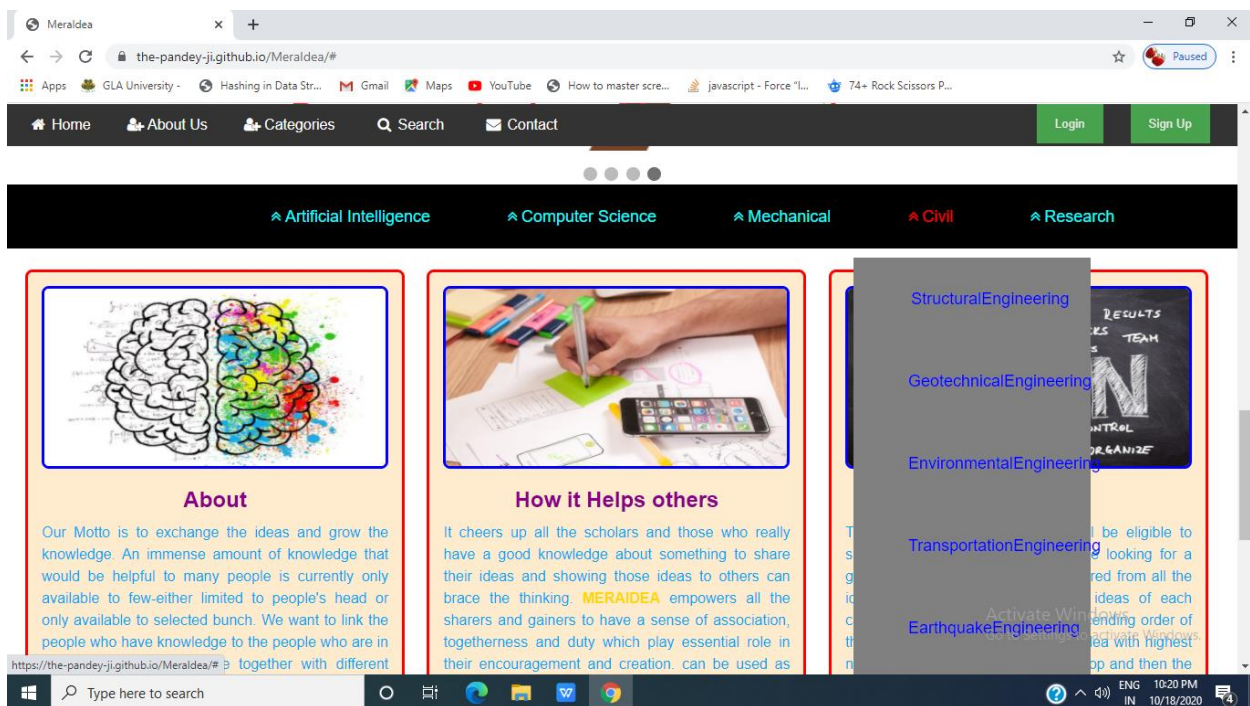 MeraIdea
the-pandey-ji.github.io/MeraIdea/#
Paused
Apps GLA University - Hashing in Data Str... Gmail Maps YouTube How to master scre... javascript - Force "I... 74+ Rock Scissors P...
Home About Us Categories Search Contact Login Sign Up
Artificial Intelligence Computer Science Mechanical Civil Research
StructuralEngineering
GeotechnicalEngineering
EnvironmentalEngineering
TransportationEngineering
EarthquakeEngineering
RESULTS
TEAM
ORGANIZE
About
Our Motto is to exchange the ideas and grow the
knowledge. An immense amount of knowledge that
would be helpful to many people is currently only
available to few-either limited to people's head or
only available to selected bunch. We want to link the
people who have knowledge to the people who are in
together with different
How it Helps others
It cheers up all the scholars and those who really
have a good knowledge about something to share
their ideas and showing those ideas to others can
brace the thinking. MERAIDEA empowers all the
sharers and gainers to have a sense of association,
togetherness and duty which play essential role in
their encouragement and creation. can be used as
be eligible to
looking for a
from all the
ideas of each
order of
with highest
and then the
Activate Windows
https://the-pandey-ji.github.io/MeraIdea/#
Type here to search
ENG 10:20 PM
IN 10/18/2020
4